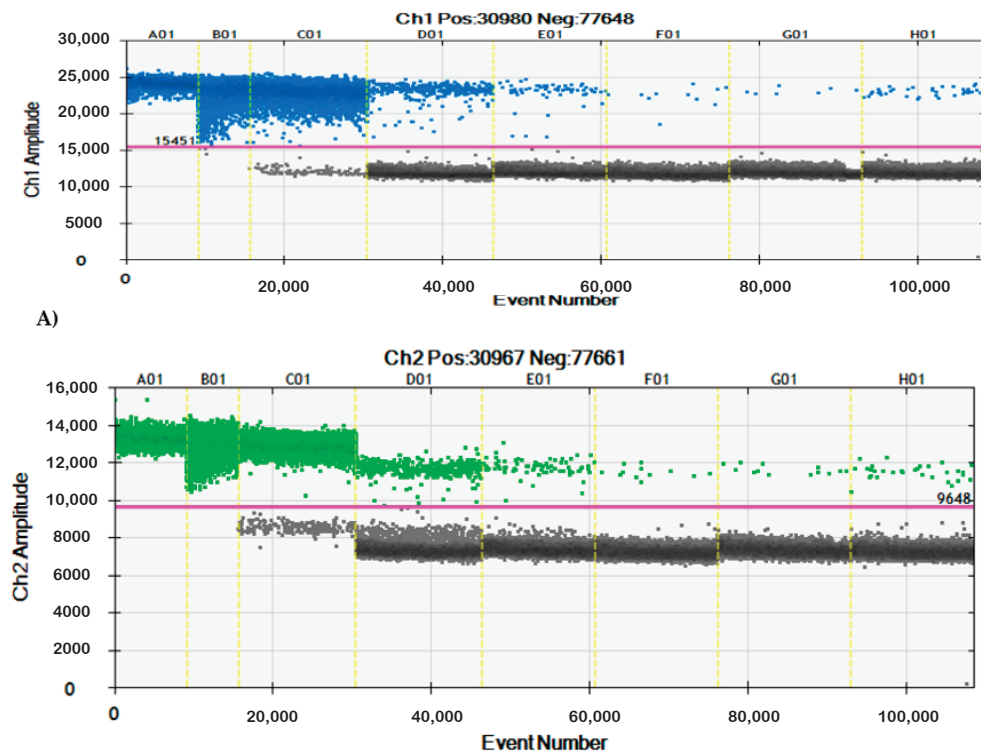 Ch1 Pos:30980 Neg:77648
A01 B01 C01 D01 E01 F01 G01 H01
30,000
25,000
20,000
15451
15,000
10,000
5000
0
Ch1 Amplitude
0 20,000 40,000 60,000 80,000 100,000
Event Number
A)
Ch2 Pos:30967 Neg:77661
A01 B01 C01 D01 E01 F01 G01 H01
16,000
14,000
12,000
10,000
9648
8000
6000
4000
2000
0
Ch2 Amplitude
0 20,000 40,000 60,000 80,000 100,000
Event Number